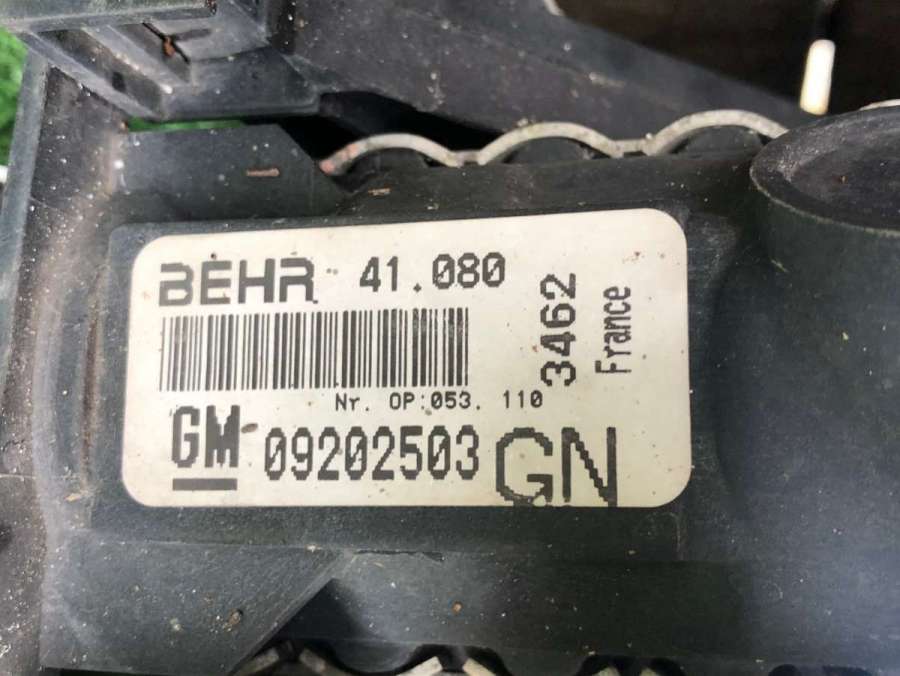 BEHR 41.080
3462
France
Nr. OP:053. 110
GM 09202503 GN